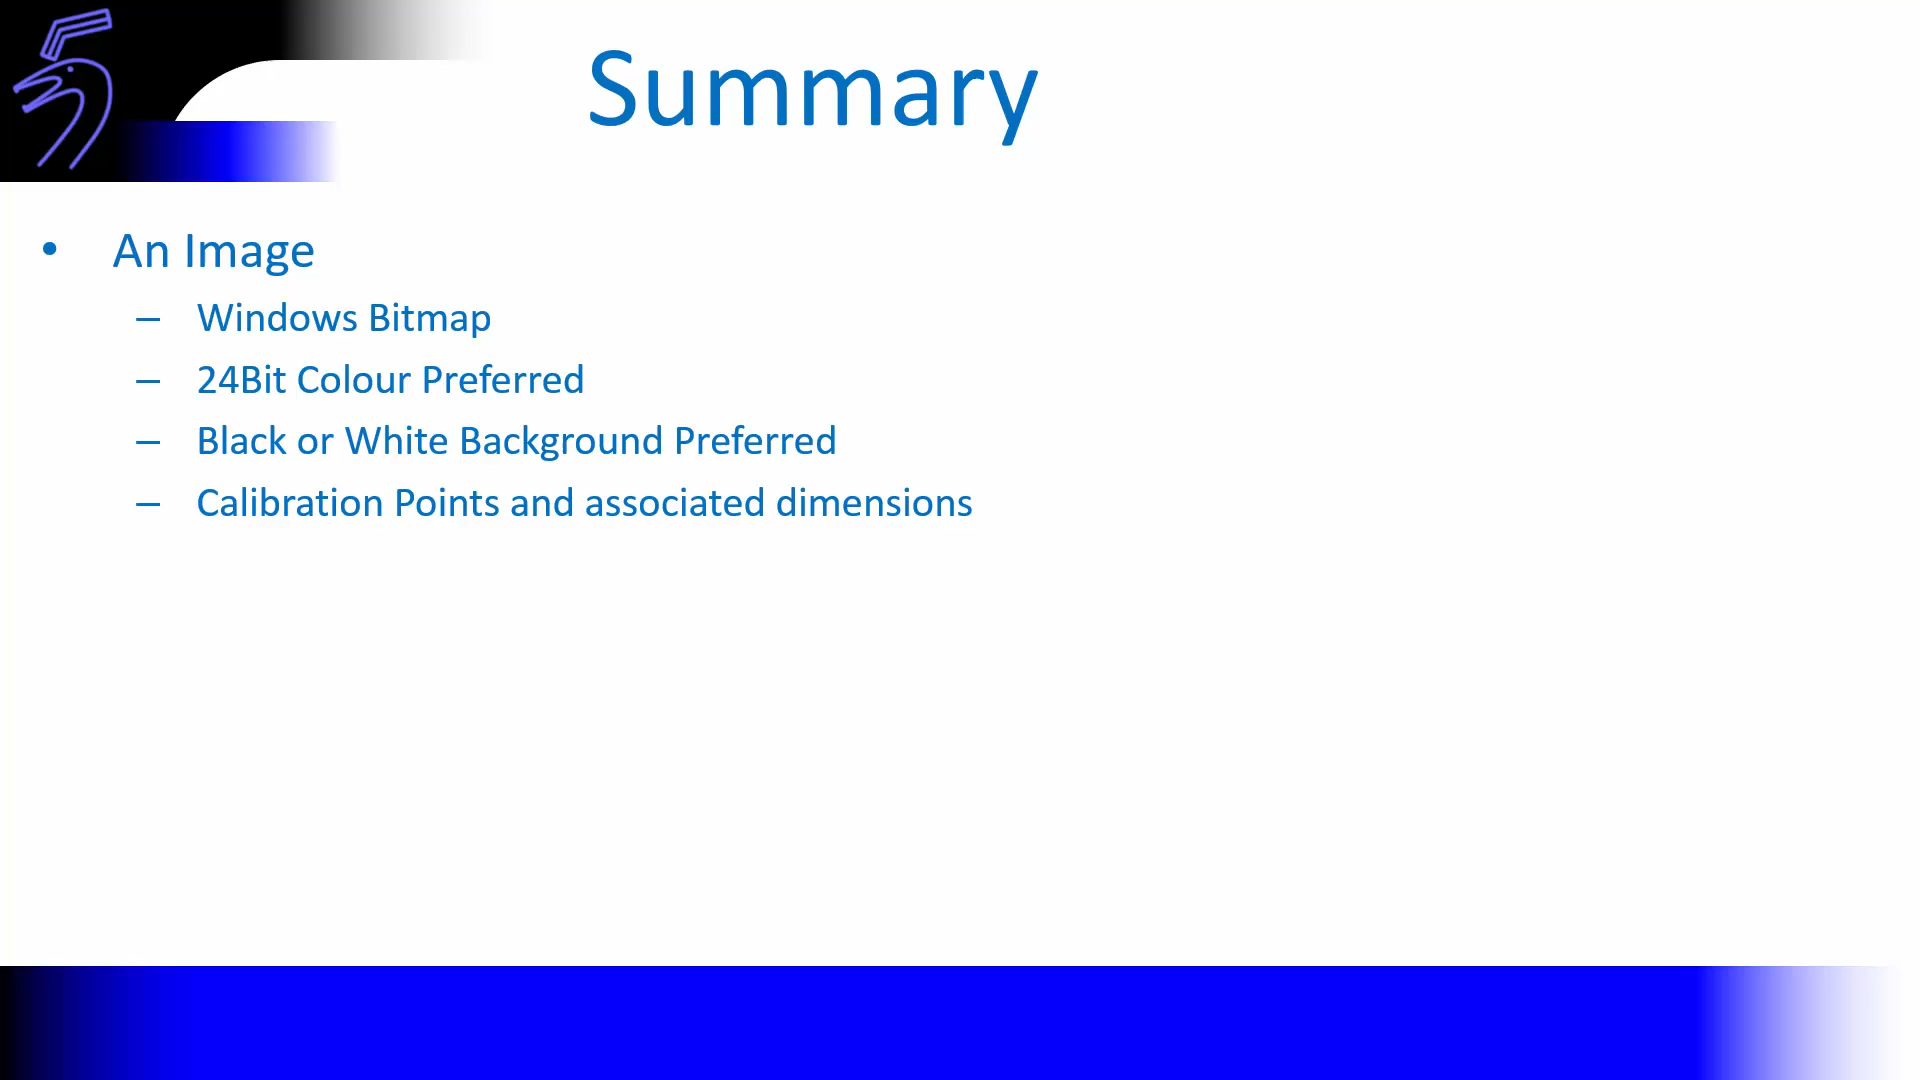 Summary
• An Image
– Windows Bitmap
– 24Bit Colour Preferred
– Black or White Background Preferred
– Calibration Points and associated dimensions